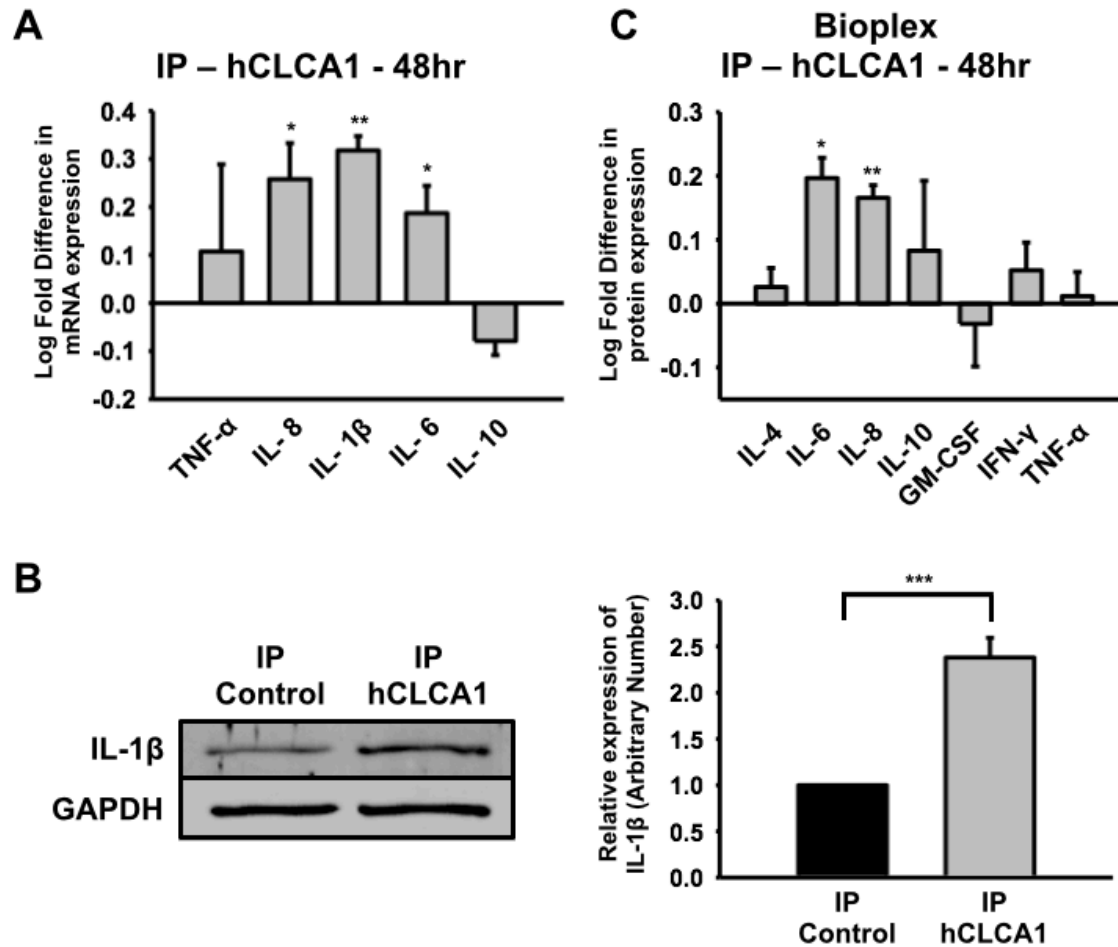 A
IP – hCLCA1 - 48hr
Log Fold Difference in
mRNA expression
0.4
0.3
0.2
0.1
0.0
-0.1
-0.2
*
**
*
TNF-α
IL- 8
IL- 1β
IL- 6
IL- 10
C
Bioplex
IP – hCLCA1 - 48hr
Log Fold Difference in
protein expression
0.3
0.2
0.1
0.0
-0.1
*
**
IL-4
IL-6
IL-8
IL-10
GM-CSF
IFN-γ
TNF-α
B
IP
Control
IP
hCLCA1
IL-1β
GAPDH
Relative expression of
IL-1β (Arbitrary Number)
3.0
2.5
2.0
1.5
1.0
0.5
0.0
***
IP
Control
IP
hCLCA1